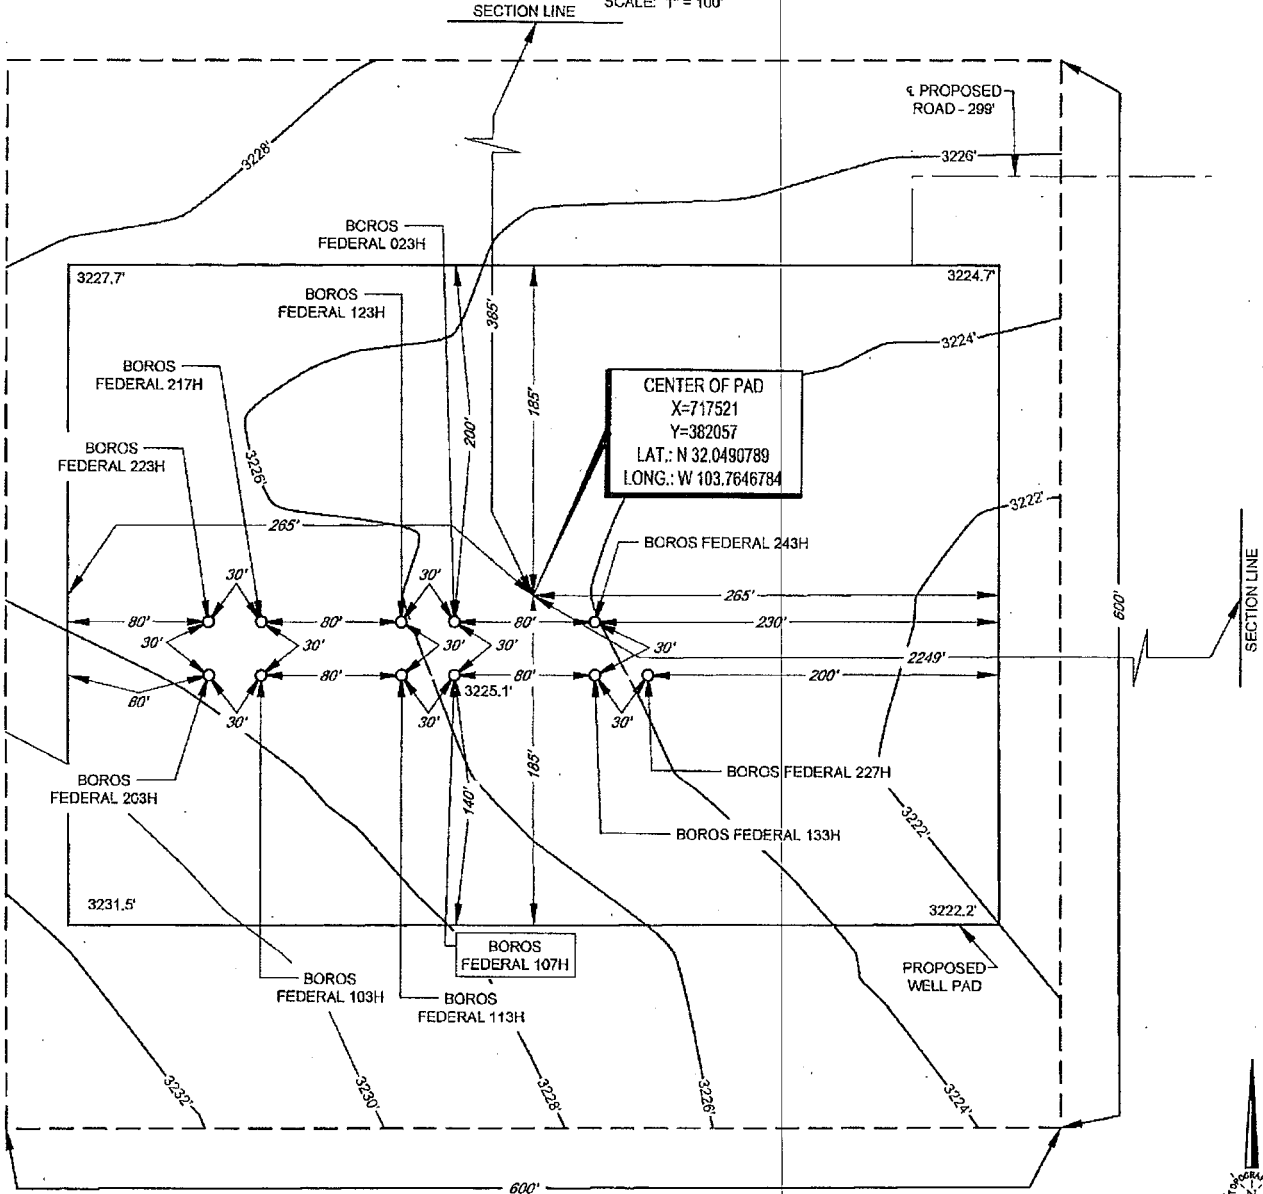 SECTION LINE
SCALE: 1" = 100'
℄ PROPOSED
ROAD - 299'
3228'
3226'
BOROS
FEDERAL 023H
3227.7'
3224.7'
BOROS
FEDERAL 123H
385'
3224'
BOROS
FEDERAL 217H
CENTER OF PAD
X=717521
Y=382057
LAT.: N 32.0490789
LONG.: W 103.7646784
185'
200'
BOROS
FEDERAL 223H
3226'
3222'
265'
BOROS FEDERAL 243H
SECTION LINE
30'
30'
265'
600'
80'
80'
80'
230'
30'
30'
30'
30'
30'
2249'
60'
80'
3225.1'
80'
200'
30'
30'
30'
BOROS
FEDERAL 203H
185'
140'
BOROS FEDERAL 227H
3222'
BOROS FEDERAL 133H
3231.5'
3222.2'
BOROS
FEDERAL 107H
PROPOSED
WELL PAD
BOROS
FEDERAL 103H
BOROS
FEDERAL 113H
3232'
3230'
3228'
3226'
3224'
600'